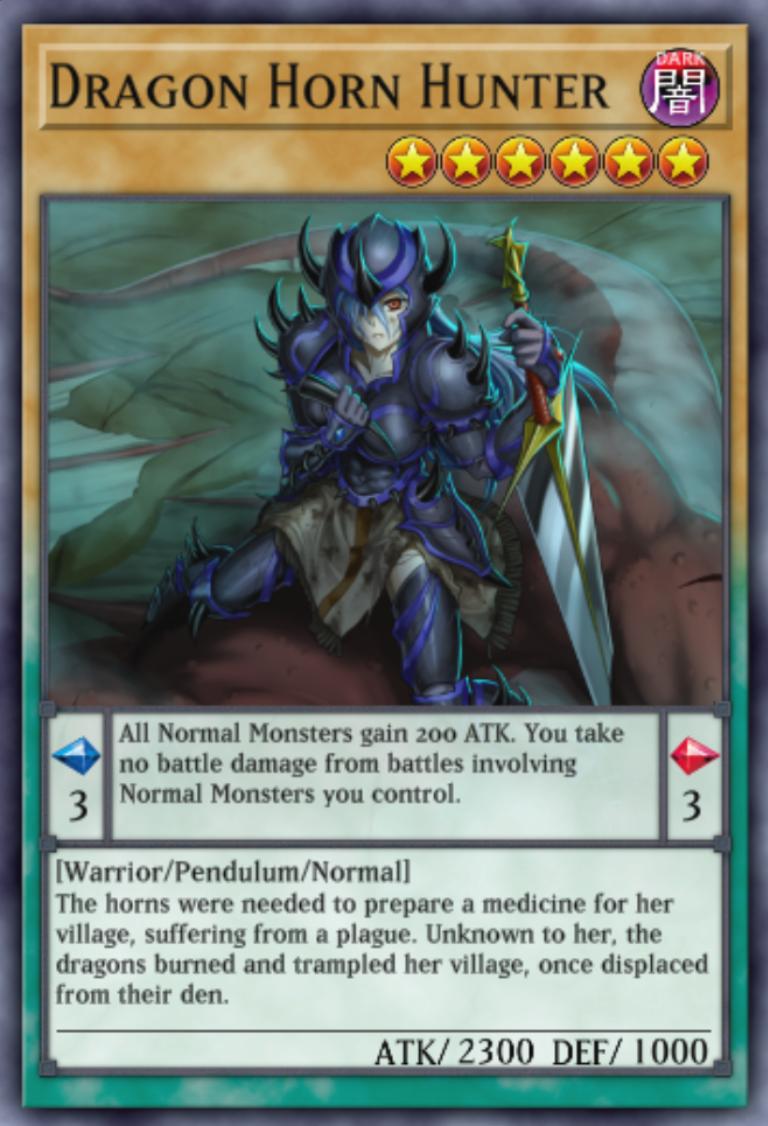 DRAGON HORN HUNTER
DARK
闇
All Normal Monsters gain 200 ATK. You take
no battle damage from battles involving
Normal Monsters you control.
3
3
[Warrior/Pendulum/Normal]
The horns were needed to prepare a medicine for her
village, suffering from a plague. Unknown to her, the
dragons burned and trampled her village, once displaced
from their den.
ATK/ 2300 DEF/ 1000